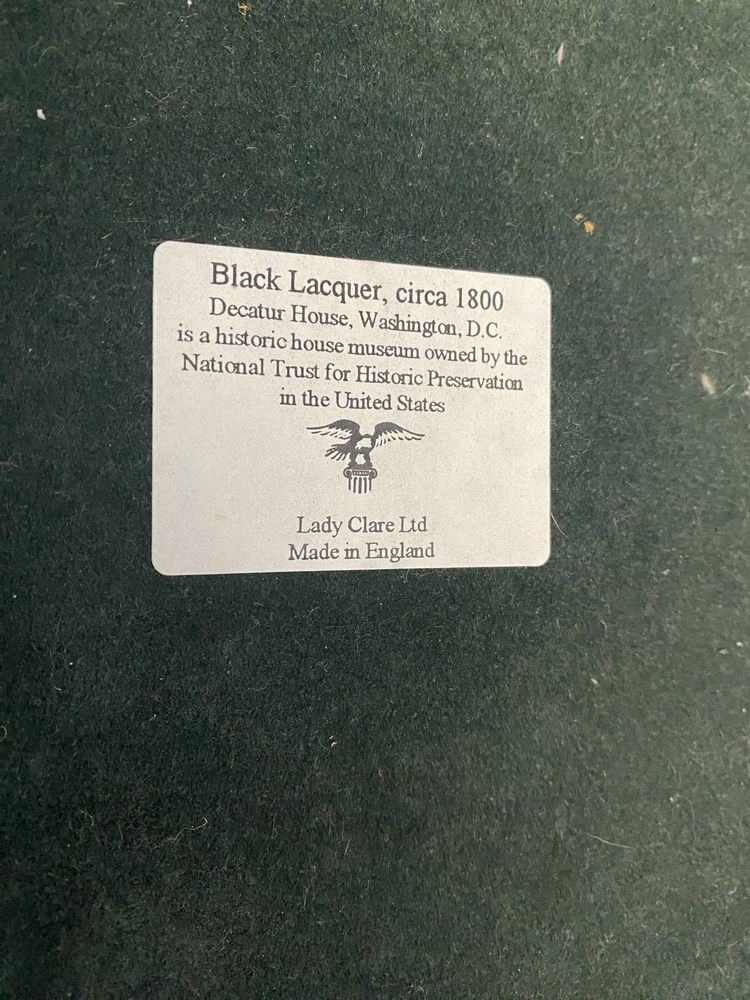 Black Lacquer, circa 1800
Decatur House, Washington, D.C.
is a historic house museum owned by the
National Trust for Historic Preservation
in the United States
Lady Clare Ltd
Made in England